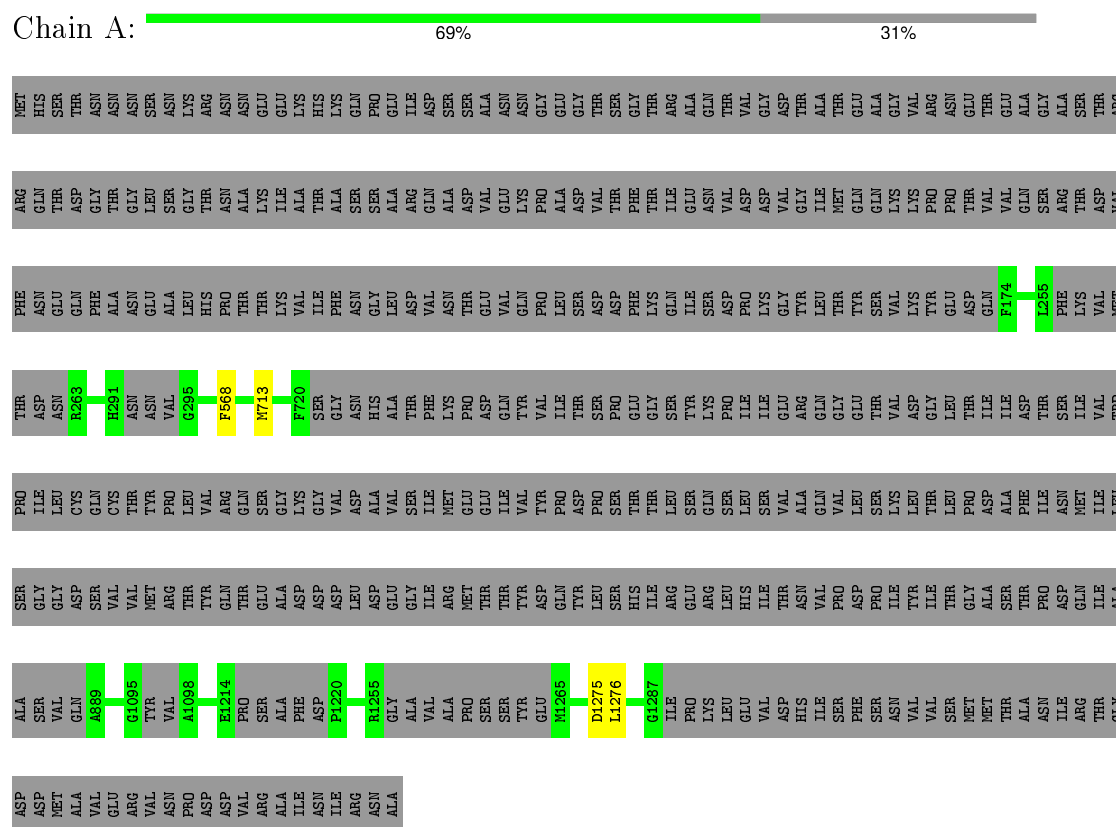 Chain A:
69% 31%
MET HIS SER THR ASN ASN ASN SER ASN LYS ARG ASN ASN GLU GLU LYS HIS LYS GLN PRO GLU ILE ASP SER SER ALA ASN ASN GLY GLU GLY THR SER GLY THR ARG ALA GLN THR VAL GLY ASP THR ALA THR GLU ALA GLY VAL ARG ASN GLU THR GLU ALA GLY ALA SER THR
ARG GLN THR ASP GLY THR GLY LEU SER GLY THR ASN ALA LYS ILE ALA THR ALA SER SER ALA ARG GLN ALA ASP VAL GLU LYS PRO ALA ASP VAL THR PHE THR ILE GLU ASN VAL ASP ASP VAL GLY ILE MET GLN GLN LYS LYS PRO PRO THR VAL VAL GLN SER ARG THR ASP
PHE ASN GLU GLN PHE ALA ASN GLU ALA LEU HIS PRO THR THR LYS VAL ILE PHE ASN GLY LEU ASP VAL ASN THR GLU VAL GLN PRO LEU SER ASP ASP PHE LYS GLN ILE SER ASP PRO LYS GLY TYR LEU THR TYR SER VAL LYS TYR GLU ASP GLN F174 L255 PHE LYS VAL
THR ASP ASN R263 H291 ASN ASN VAL G295 F568 M713 F720 SER GLY ASN HIS ALA THR PHE LYS PRO ASP GLN TYR VAL ILE THR SER PRO GLU GLY SER TYR LYS PRO ILE ILE GLU ARG GLN GLY GLU THR VAL ASP GLY LEU THR ILE ILE ASP THR SER ILE VAL
PRO ILE LEU CYS GLN CYS THR TYR PRO LEU VAL ARG GLN SER GLY LYS GLY VAL ASP ALA VAL SER ILE MET GLU GLU ILE VAL TYR PRO ASP PRO SER THR THR LEU SER GLN SER LEU SER VAL ALA GLN VAL LEU SER LYS LEU THR LEU PRO ASP ALA PHE ILE ASN MET ILE
SER GLY GLY ASP SER VAL VAL MET ARG THR TYR GLN THR GLU ALA ASP ASP ASP LEU ASP GLU GLY ILE ARG MET THR THR TYR ASP GLN TYR LEU SER HIS ILE ARG GLU ARG LEU HIS ILE THR ASN VAL PRO ASP PRO ILE TYR ILE THR GLY ALA SER THR PRO ASP GLN ILE
ALA SER VAL GLN A889 G1095 TYR VAL A1098 E1214 PRO SER ALA PHE ASP P1220 R1255 GLY ALA VAL ALA PRO SER SER TYR GLU M1265 D1275 L1276 G1287 ILE PRO LYS LEU GLU VAL ASP HIS ILE SER PHE SER ASN VAL VAL SER MET MET THR ALA ASN ILE ARG THR
ASP ASP MET ALA VAL GLU ARG VAL ASN PRO ASP ASP VAL ARG ALA ILE ASN ILE ARG ASN ALA